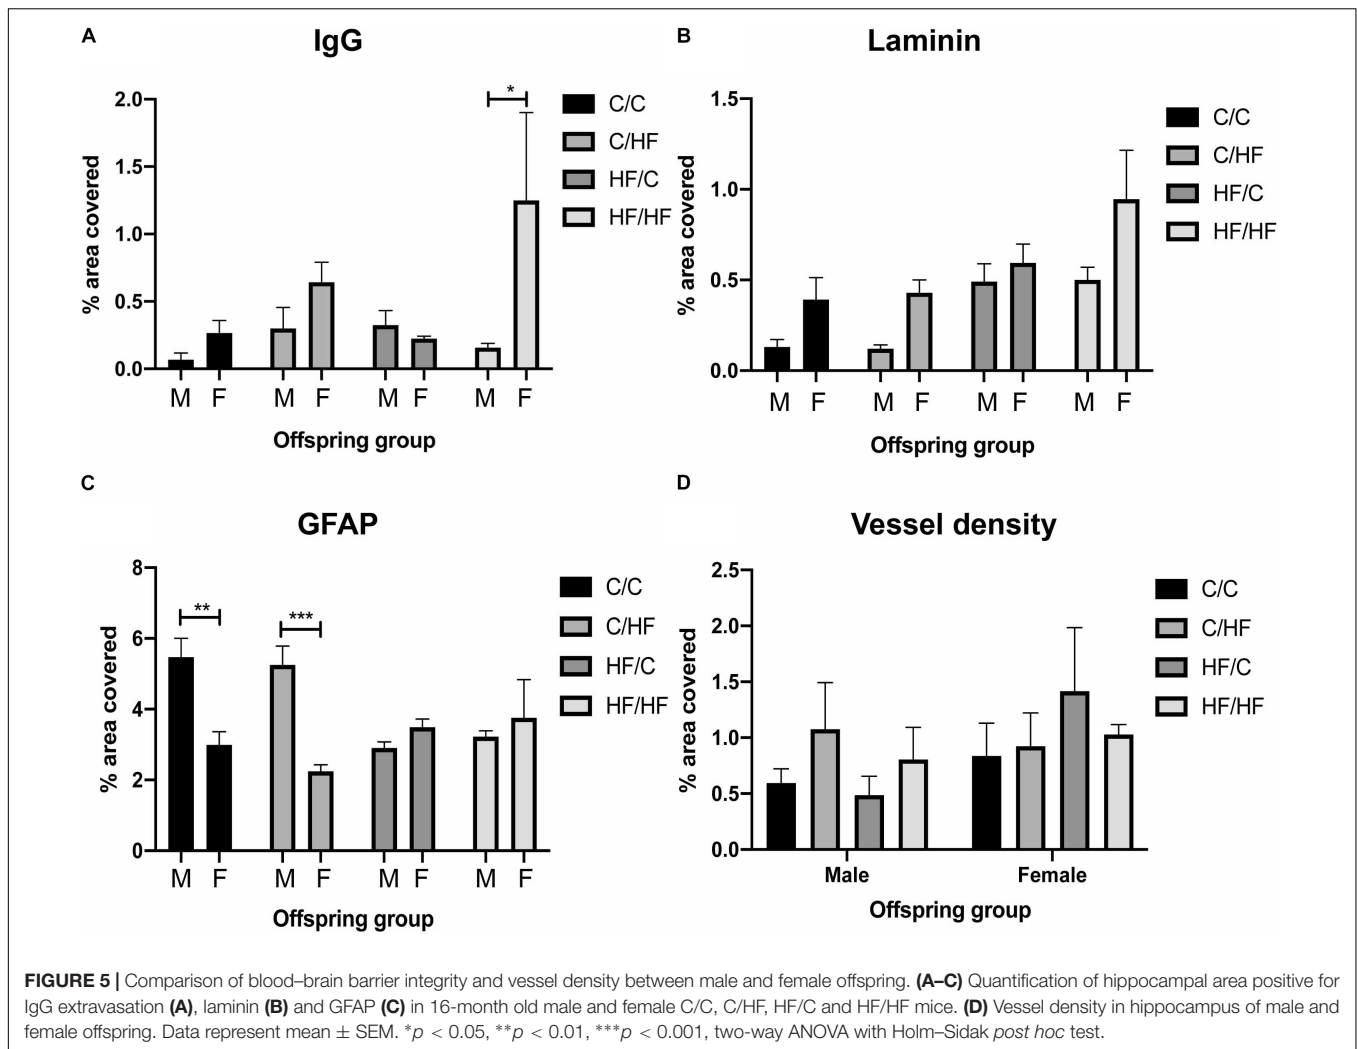 A
IgG
% area covered
2.0
1.5
1.0
0.5
0.0
*
M F M F M F M F
Offspring group
C/C
C/HF
HF/C
HF/HF
B
Laminin
% area covered
1.5
1.0
0.5
0.0
M F M F M F M F
Offspring group
C/C
C/HF
HF/C
HF/HF
C
GFAP
% area covered
8
6
4
2
0
**
***
M F M F M F M F
Offspring group
C/C
C/HF
HF/C
HF/HF
D
Vessel density
% area covered
2.5
2.0
1.5
1.0
0.5
0.0
Male Female
Offspring group
C/C
C/HF
HF/C
HF/HF
FIGURE 5 | Comparison of blood–brain barrier integrity and vessel density between male and female offspring. (A–C) Quantification of hippocampal area positive for
IgG extravasation (A), laminin (B) and GFAP (C) in 16-month old male and female C/C, C/HF, HF/C and HF/HF mice. (D) Vessel density in hippocampus of male and
female offspring. Data represent mean ± SEM. *p < 0.05, **p < 0.01, ***p < 0.001, two-way ANOVA with Holm–Sidak post hoc test.